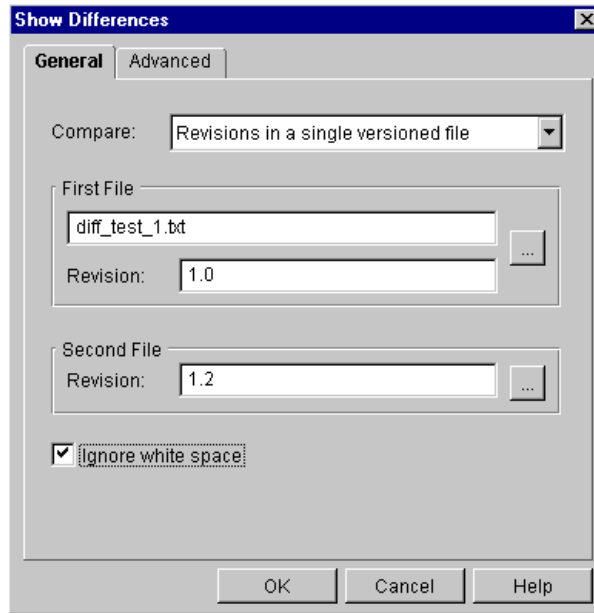 Show Differences
General Advanced
Compare: Revisions in a single versioned file
First File
diff_test_1.txt
...
Revision: 1.0
Second File
Revision: 1.2
...
Ignore white space
OK Cancel Help